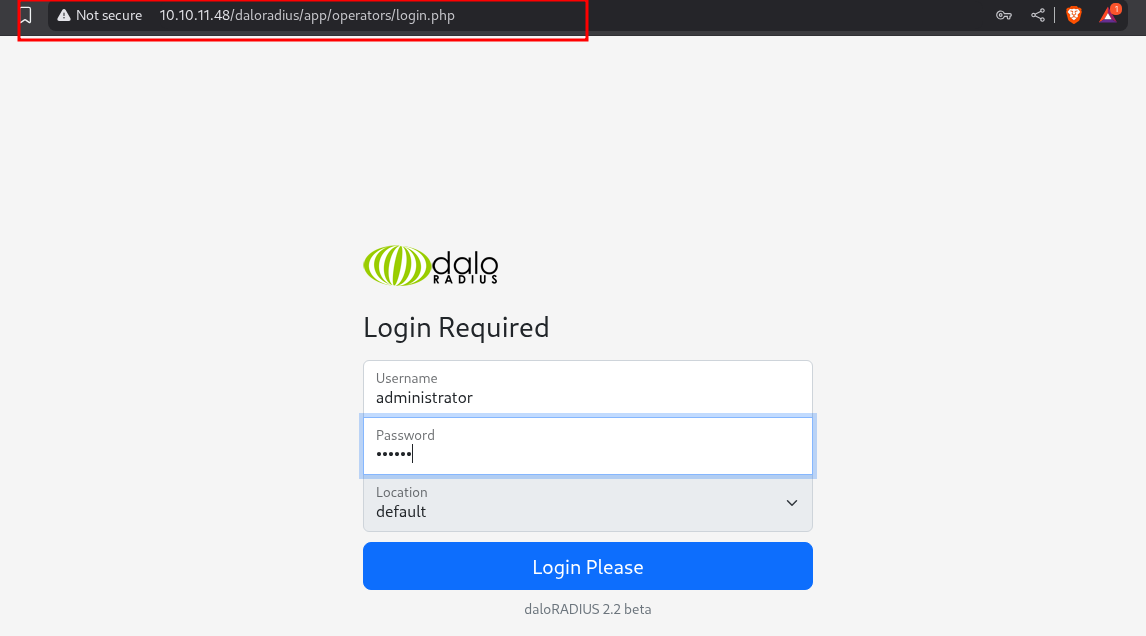 Not secure 10.10.11.48/daloradius/app/operators/login.php
1
dalo
RADIUS
Login Required
Username
administrator
Password
••••••
Location
default
Login Please
daloRADIUS 2.2 beta